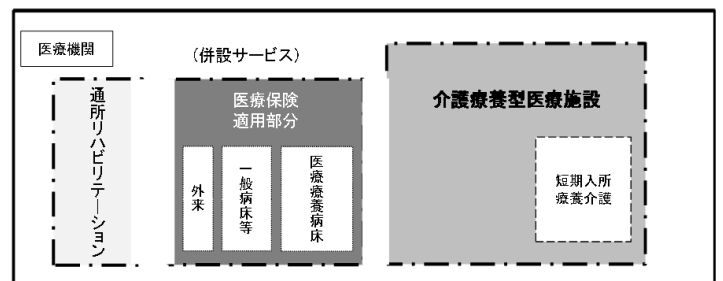 医療機関
（併設サービス）
通所リハビリテーション
医療保険
適用部分
外来
一般病床等
医療療養病床
介護療養型医療施設
短期入所
療養介護